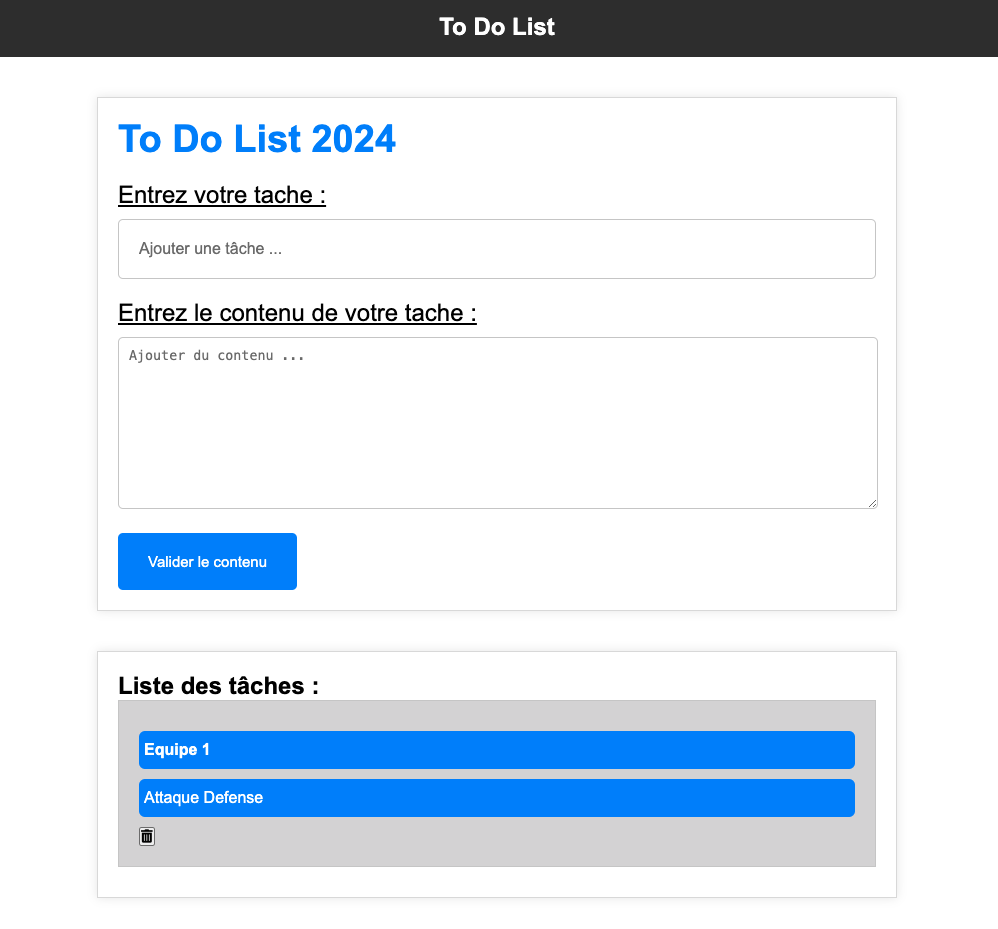 To Do List
To Do List 2024
Entrez votre tache :
Ajouter une tâche ...
Entrez le contenu de votre tache :
Ajouter du contenu ...
Valider le contenu
Liste des tâches :
Equipe 1
Attaque Defense